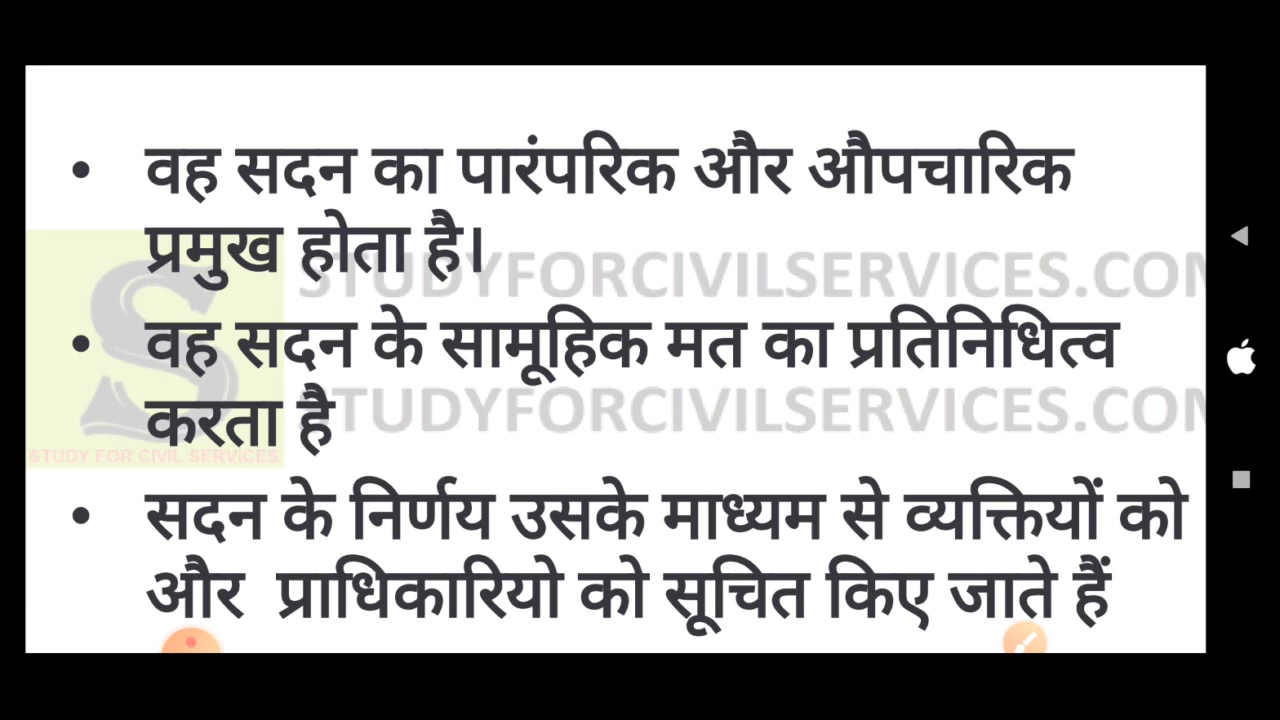 • वह सदन का पारंपरिक और औपचारिक
प्रमुख होता है।
STUDYFORCIVILSERVICES.COM
• वह सदन के सामूहिक मत का प्रतिनिधित्व
करता है
STUDYFORCIVILSERVICES.COM
S
STUDY FOR CIVIL SERVICES
• सदन के निर्णय उसके माध्यम से व्यक्तियों को
और प्राधिकारियो को सूचित किए जाते हैं